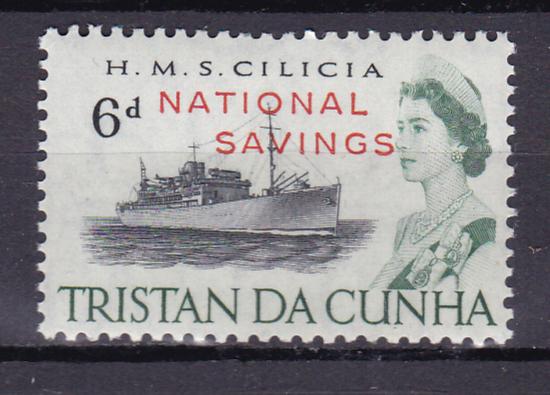 H.M.S. CILICIA
6d NATIONAL
SAVINGS
TRISTAN DA CUNHA